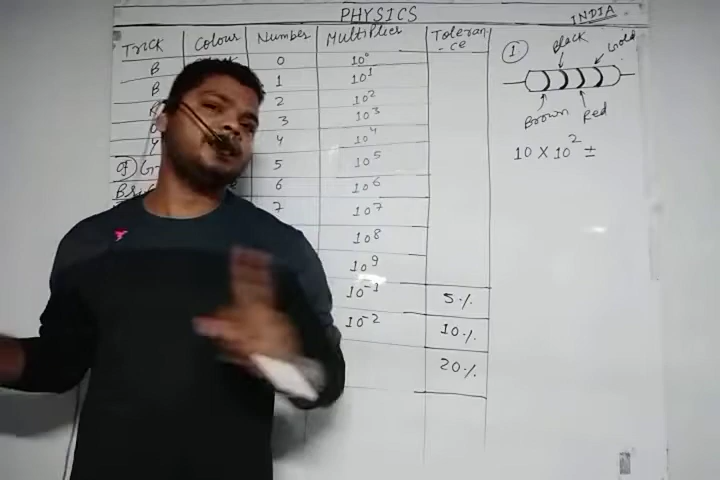 PHYSICS
INDIA
Trick Colour Number Multiplier Toleran-ce
B 0 10⁰
B 1 10¹
2 10²
3 10³
Y 4 10⁴
of G 5 10⁵
6 10⁶
7 10⁷
10⁸
10⁹
10⁻¹ 5%
10⁻² 10%
20%
1
Black Gold
Brown Red
10 X 10² ±